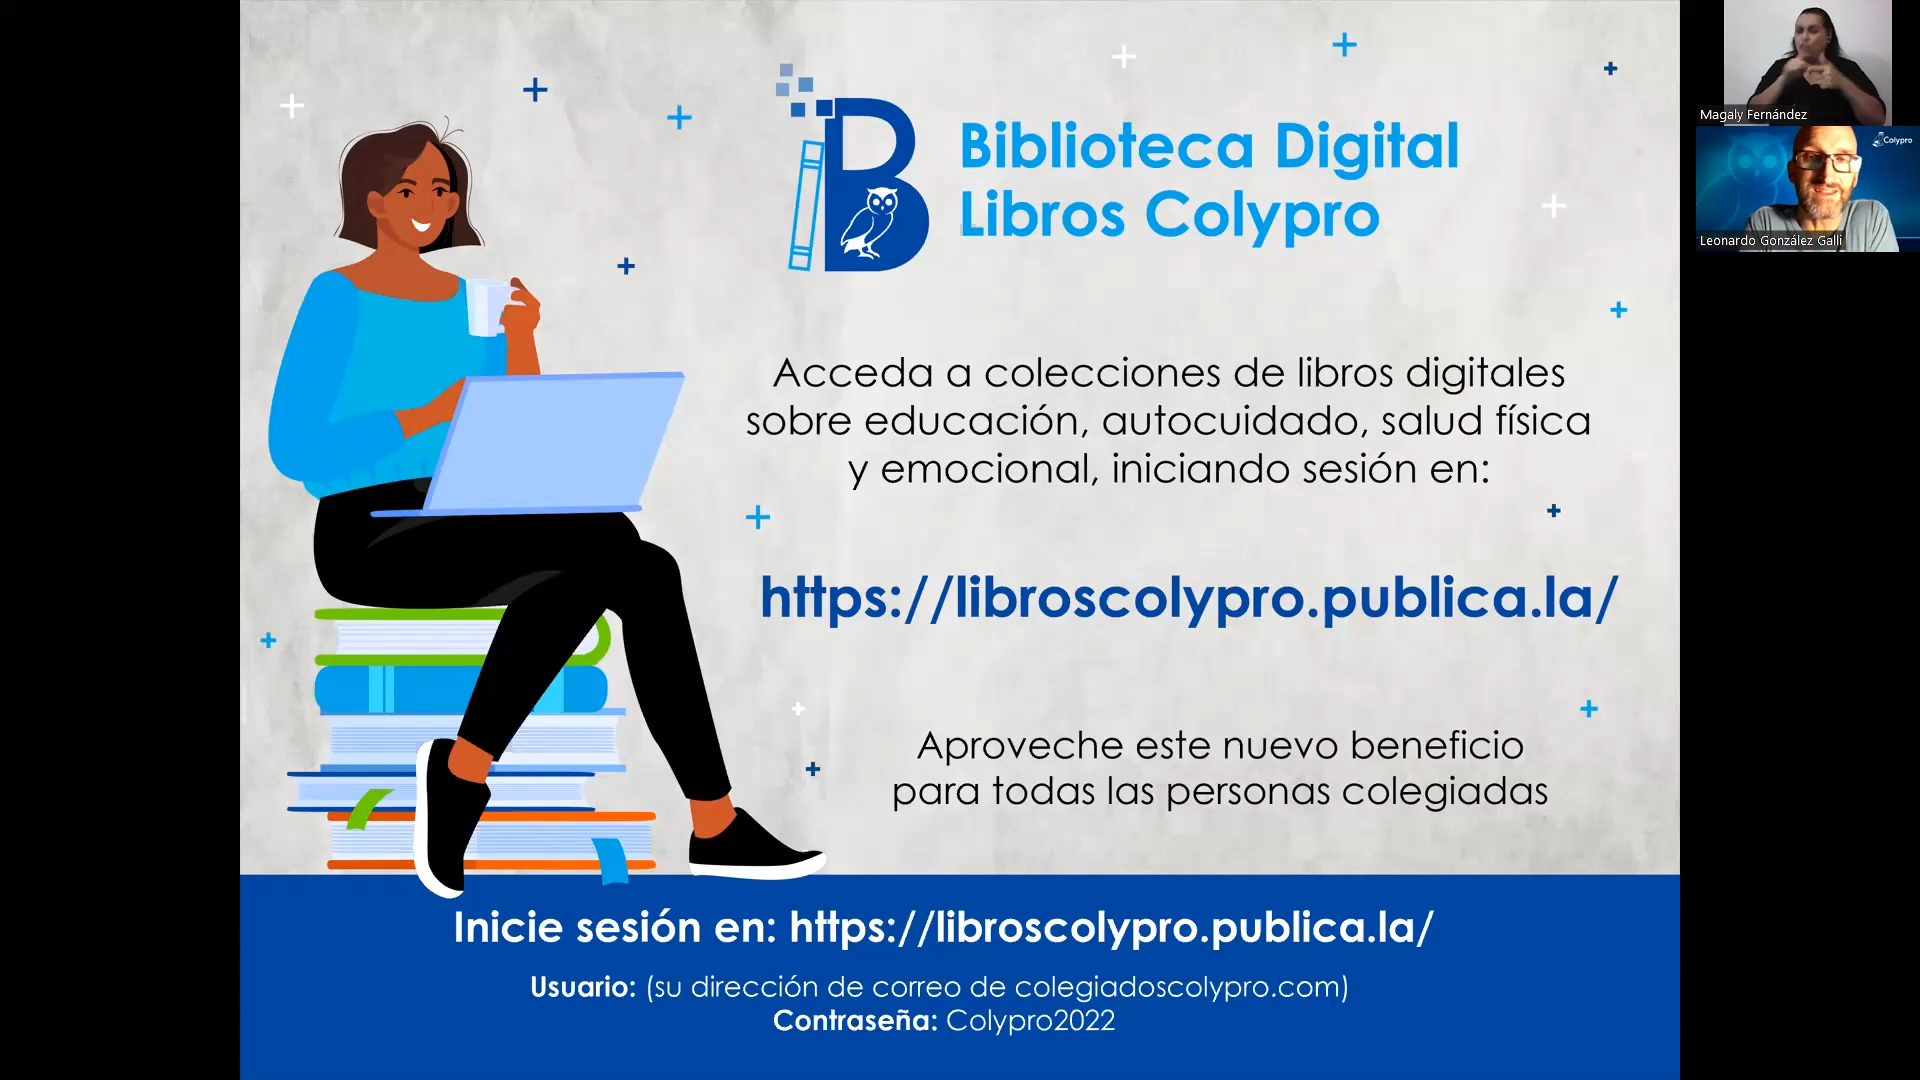 Biblioteca Digital
Libros Colypro
Acceda a colecciones de libros digitales
sobre educación, autocuidado, salud física
y emocional, iniciando sesión en:
https://libroscolypro.publica.la/
Aproveche este nuevo beneficio
para todas las personas colegiadas
Inicie sesión en: https://libroscolypro.publica.la/
Usuario: (su dirección de correo de colegiadoscolypro.com)
Contraseña: Colypro2022
Magaly Fernández
Colypro
Leonardo González Galli